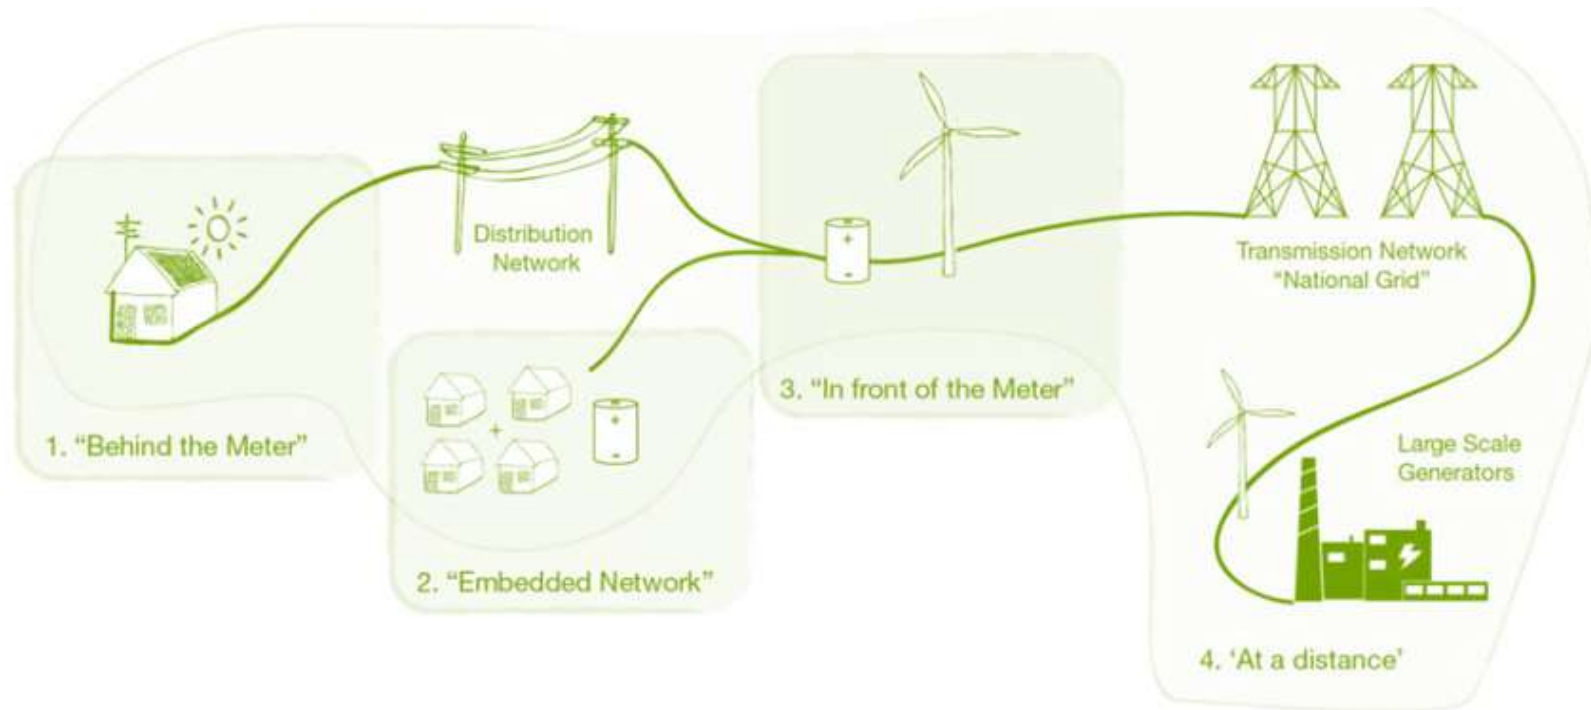 Distribution
Network
Transmission Network
“National Grid”
3. “In front of the Meter”
1. “Behind the Meter”
Large Scale
Generators
2. “Embedded Network”
4. ‘At a distance’